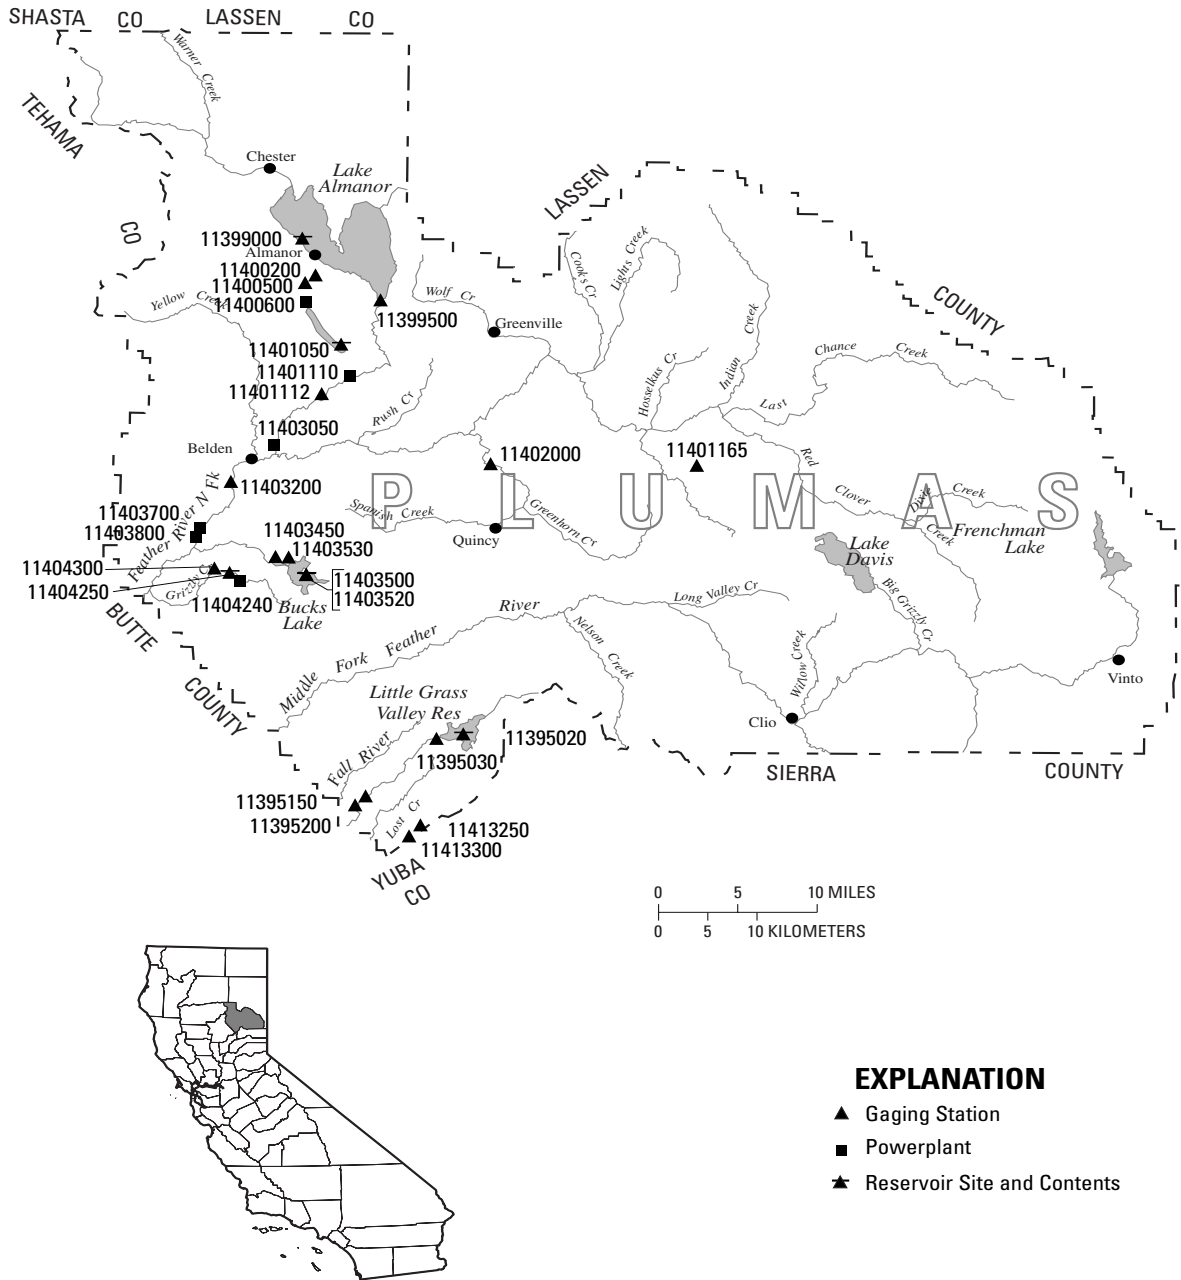 SHASTA CO LASSEN CO
TEHAMA
CO
Warner Creek
Chester
Lake
Almanor
LASSEN
COUNTY
11399000
Almanor
11400200
11400500
11400600
Yellow Creek
11399500
11401050
11401110
11401112
Wolf Cr
Greenville
Cooks Cr
Lights Creek
Hosselkus Cr
Indian Creek
Last Chance Creek
Rush Cr
11403050
Belden
11402000
11401165
11403200
PLUMAS
Red Clover Creek
Dixie Creek
Frenchman
Lake
Spanish Creek
Greenhorn Cr
Quincy
Feather River N Fk
11403700
11403800
11403450
11403530
11404300
11404250
Grizzly Cr
11404240
11403500
11403520
Bucks
Lake
Lake
Davis
Big Grizzly Cr
BUTTE
COUNTY
Middle Fork Feather River
Long Valley Cr
Nelson Creek
Willow Creek
Vinto
Clio
Little Grass
Valley Res
11395020
11395030
Fall River
11395150
11395200
Lost Cr
11413250
11413300
YUBA
CO
SIERRA COUNTY
0 5 10 MILES
0 5 10 KILOMETERS
EXPLANATION
Gaging Station
Powerplant
Reservoir Site and Contents